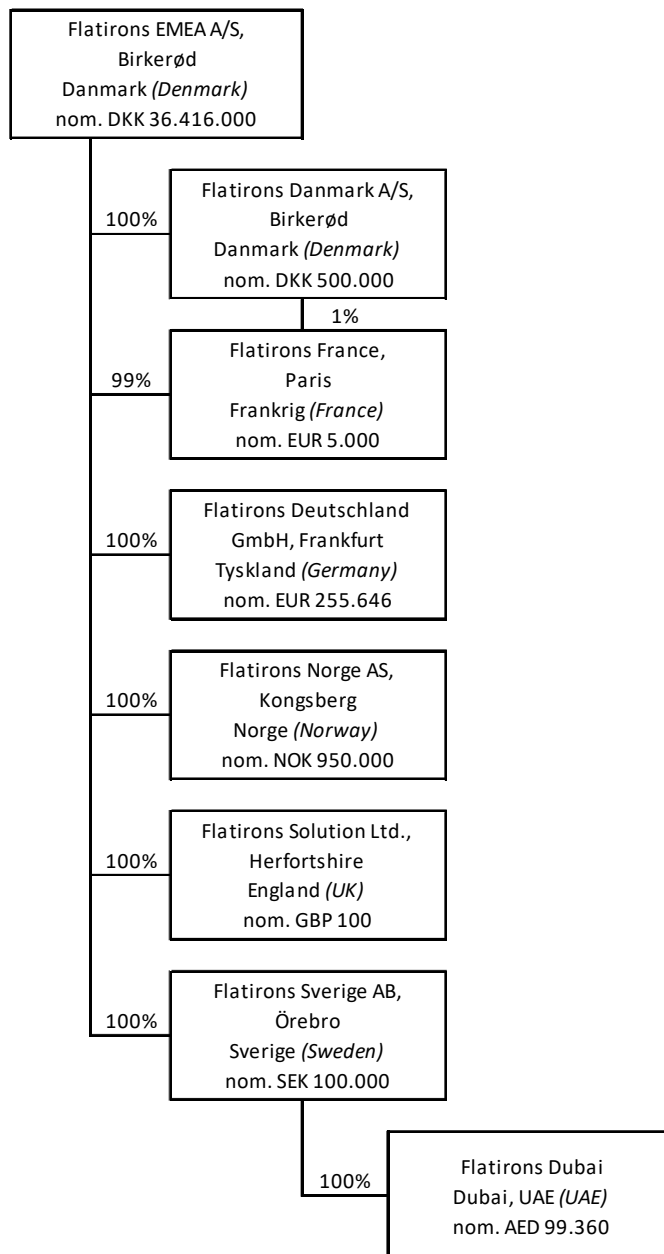 Flatirons EMEA A/S,
Birkerød
Danmark (Denmark)
nom. DKK 36.416.000
Flatirons Danmark A/S,
Birkerød
100%
Danmark (Denmark)
nom. DKK 500.000
1%
Flatirons France,
Paris
99%
Frankrig (France)
nom. EUR 5.000
Flatirons Deutschland
GmbH, Frankfurt
100%
Tyskland (Germany)
nom. EUR 255.646
Flatirons Norge AS,
Kongsberg
100%
Norge (Norway)
nom. NOK 950.000
Flatirons Solution Ltd.,
Herfortshire
100%
England (UK)
nom. GBP 100
Flatirons Sverige AB,
Örebro
100%
Sverige (Sweden)
nom. SEK 100.000
Flatirons Dubai
100%
Dubai, UAE (UAE)
nom. AED 99.360